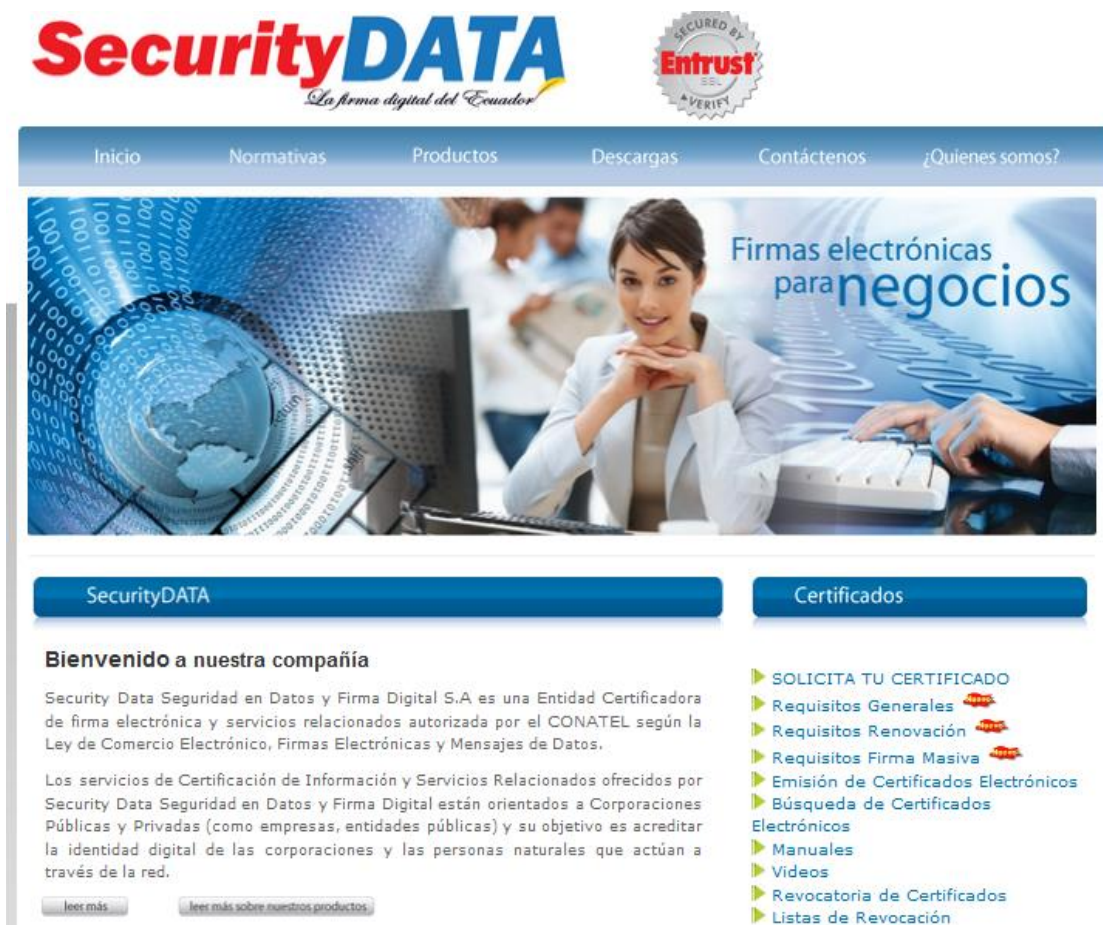 SecurityDATA
La firma digital del Ecuador
SECURED BY
Entrust
SSL
VERIFY
Inicio Normativas Productos Descargas Contáctenos ¿Quienes somos?
Firmas electrónicas
para negocios
SecurityDATA
Bienvenido a nuestra compañía
Security Data Seguridad en Datos y Firma Digital S.A es una Entidad Certificadora
de firma electrónica y servicios relacionados autorizada por el CONATEL según la
Ley de Comercio Electrónico, Firmas Electrónicas y Mensajes de Datos.
Los servicios de Certificación de Información y Servicios Relacionados ofrecidos por
Security Data Seguridad en Datos y Firma Digital están orientados a Corporaciones
Públicas y Privadas (como empresas, entidades públicas) y su objetivo es acreditar
la identidad digital de las corporaciones y las personas naturales que actúan a
través de la red.
leer más leer más sobre nuestros productos
Certificados
SOLICITA TU CERTIFICADO
Requisitos Generales Nuevo
Requisitos Renovación Nuevo
Requisitos Firma Masiva Nuevo
Emisión de Certificados Electrónicos
Búsqueda de Certificados
Electrónicos
Manuales
Videos
Revocatoria de Certificados
Listas de Revocación